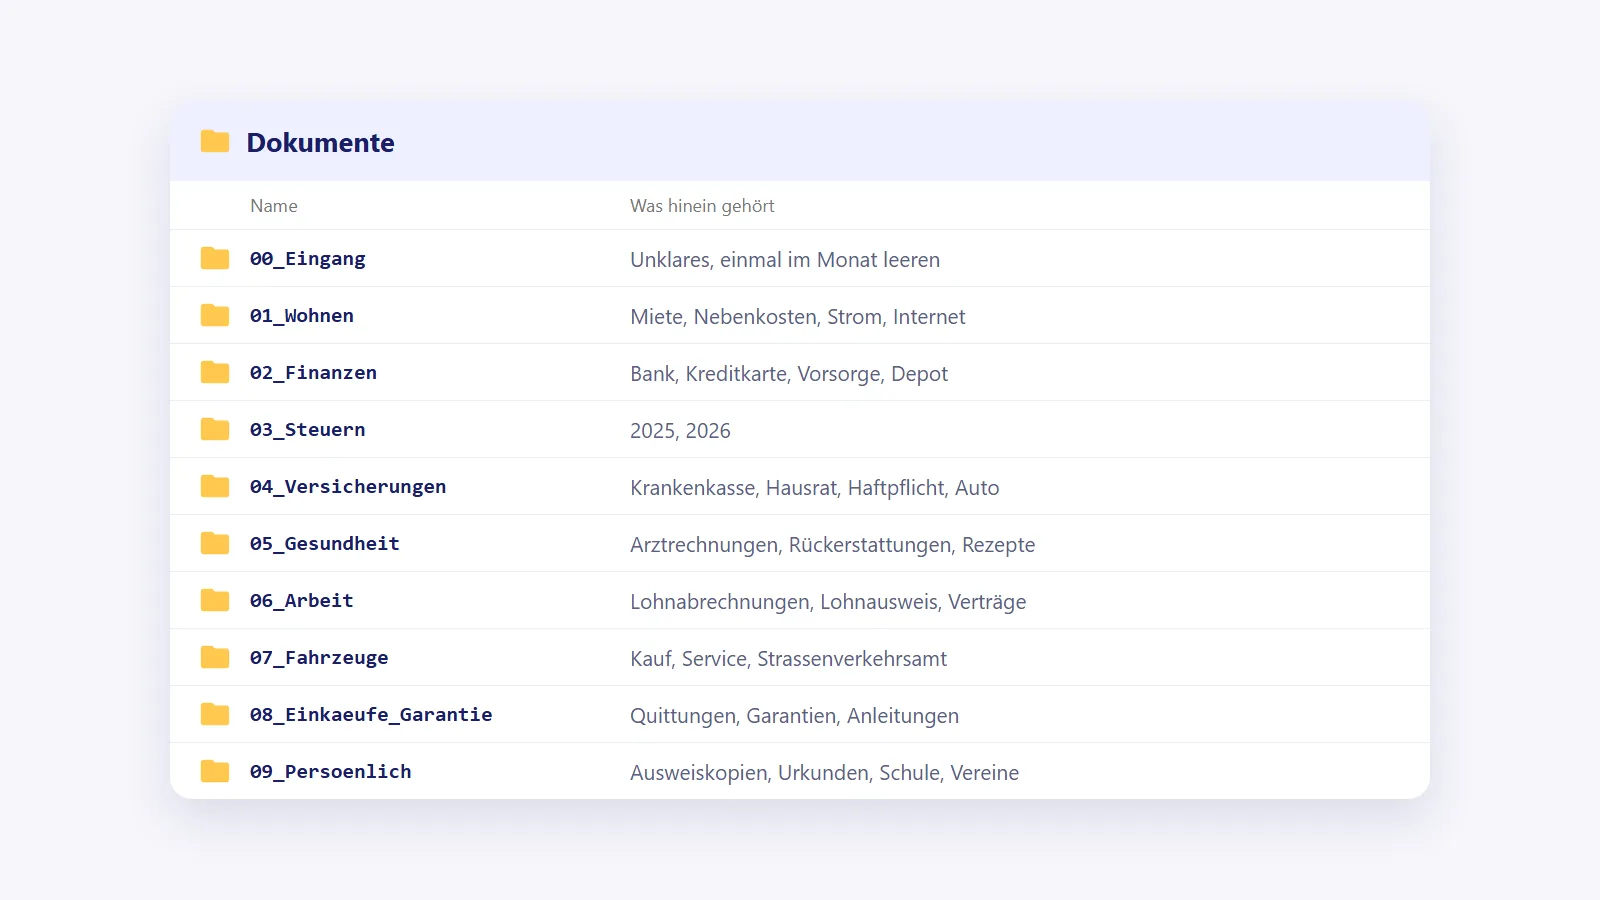 Dokumente
Name Was hinein gehört
00_Eingang Unklares, einmal im Monat leeren
01_Wohnen Miete, Nebenkosten, Strom, Internet
02_Finanzen Bank, Kreditkarte, Vorsorge, Depot
03_Steuern 2025, 2026
04_Versicherungen Krankenkasse, Hausrat, Haftpflicht, Auto
05_Gesundheit Arztrechnungen, Rückerstattungen, Rezepte
06_Arbeit Lohnabrechnungen, Lohnausweis, Verträge
07_Fahrzeuge Kauf, Service, Strassenverkehrsamt
08_Einkaeufe_Garantie Quittungen, Garantien, Anleitungen
09_Persoenlich Ausweiskopien, Urkunden, Schule, Vereine